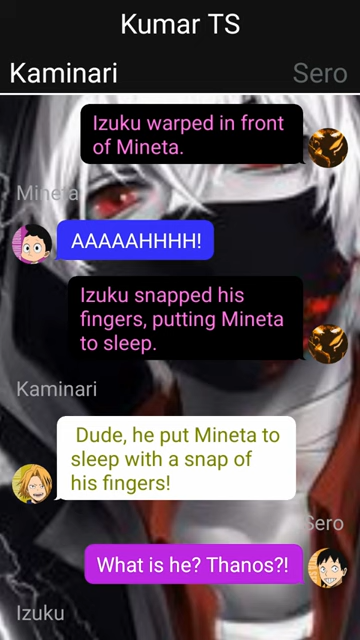 Kumar TS
Kaminari Sero
Izuku warped in front
of Mineta.
Mineta
AAAAAHHHH!
Izuku snapped his
fingers, putting Mineta
to sleep.
Kaminari
Dude, he put Mineta to
sleep with a snap of
his fingers!
Sero
What is he? Thanos?!
Izuku